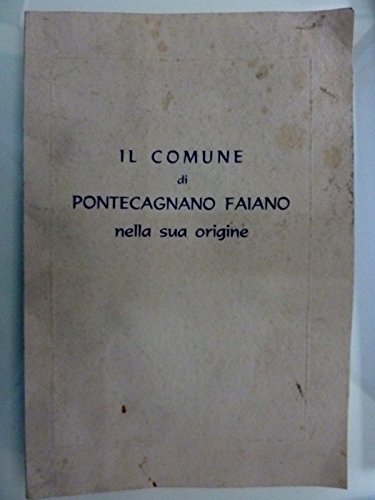 IL COMUNE
di
PONTECAGNANO FAIANO
nella sua origine